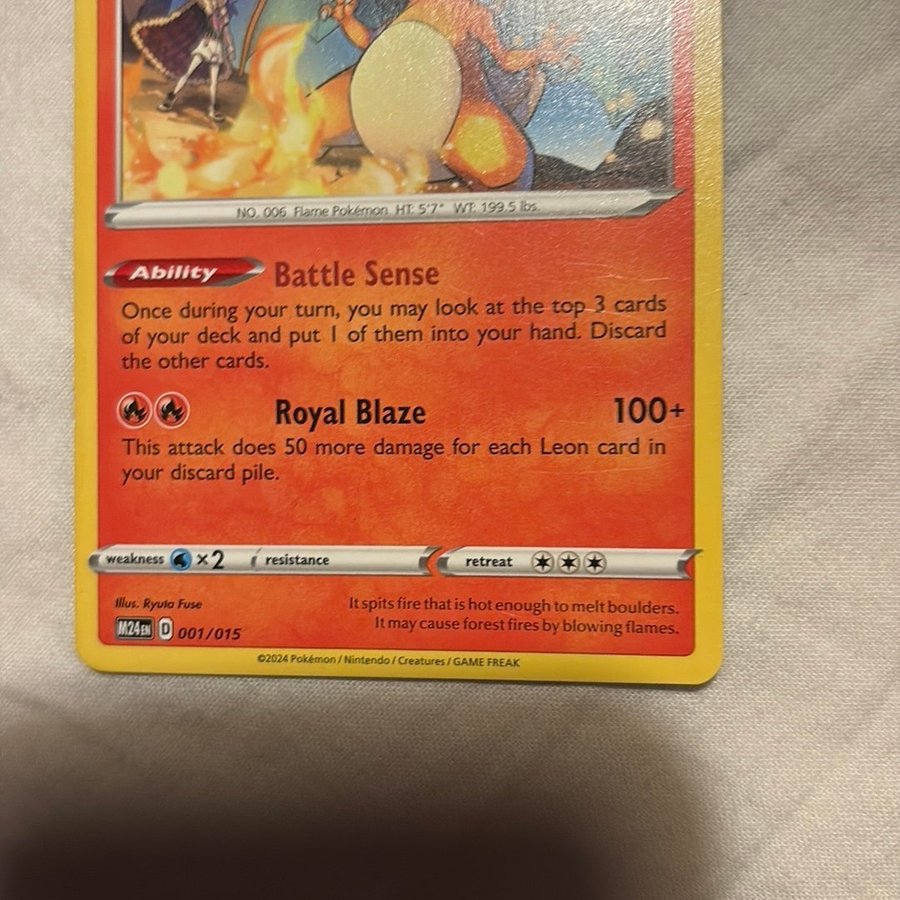 NO. 006 Flame Pokémon HT: 5'7" WT: 199.5 lbs.
Ability Battle Sense
Once during your turn, you may look at the top 3 cards
of your deck and put 1 of them into your hand. Discard
the other cards.
Royal Blaze 100+
This attack does 50 more damage for each Leon card in
your discard pile.
weakness ×2 resistance retreat
Illus. Ryuta Fuse
It spits fire that is hot enough to melt boulders.
It may cause forest fires by blowing flames.
M24 EN D 001/015
©2024 Pokémon / Nintendo / Creatures / GAME FREAK